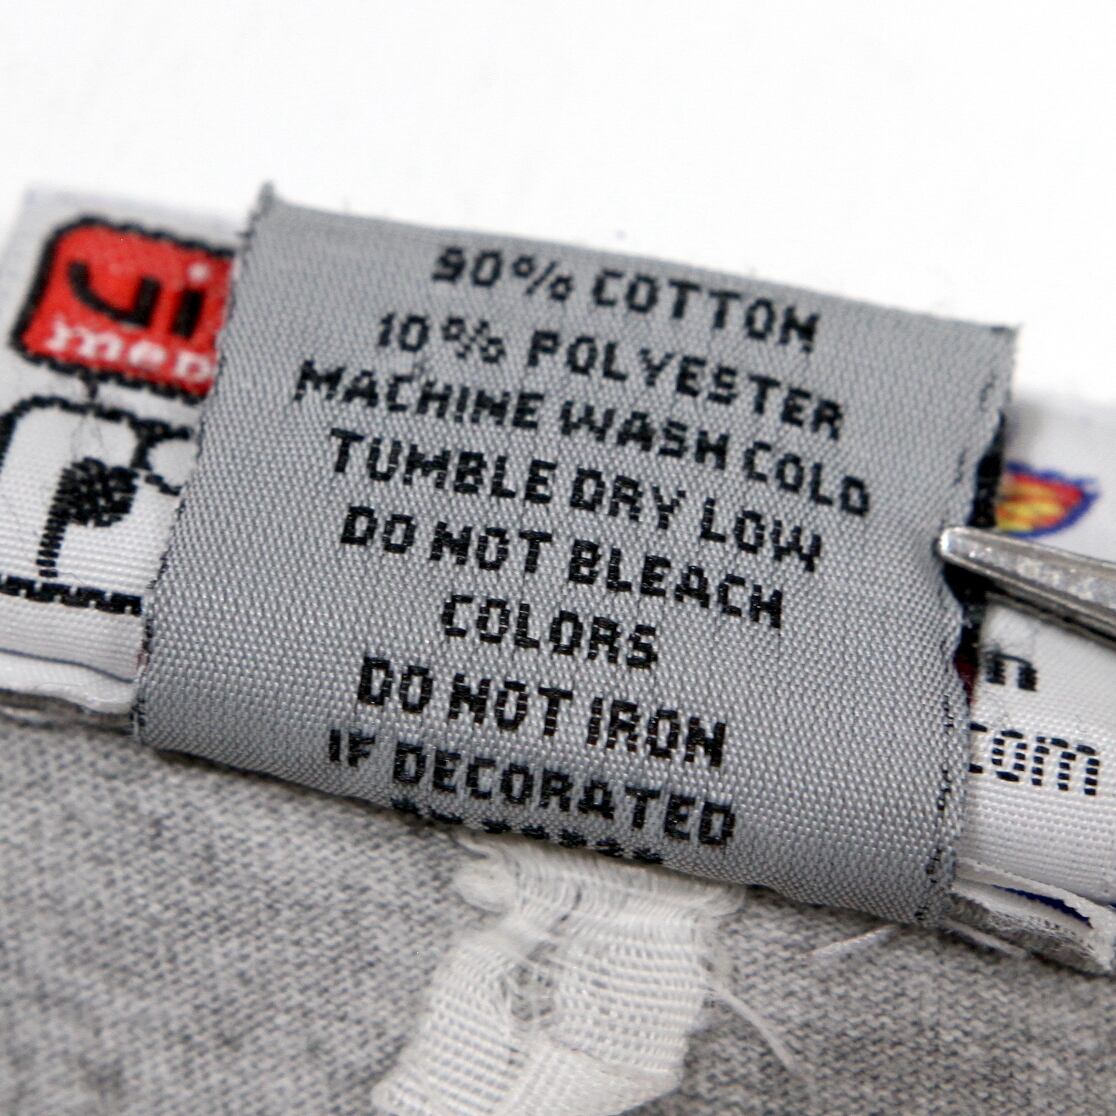 90% COTTON
10% POLYESTER
MACHINE WASH COLD
TUMBLE DRY LOW
DO NOT BLEACH
COLORS
DO NOT IRON
IF DECORATED
com